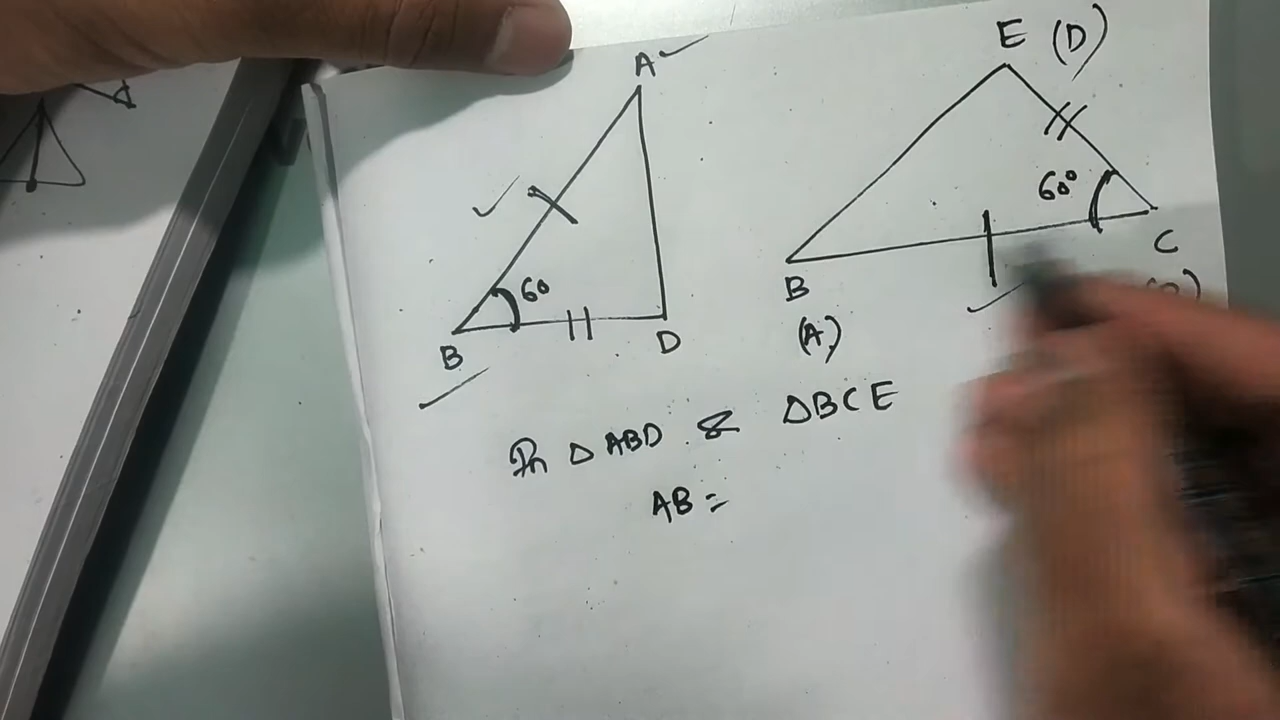 A
E (D)
60°
60
C
B
B
D
(A)
In △ABD & △BCE
AB =